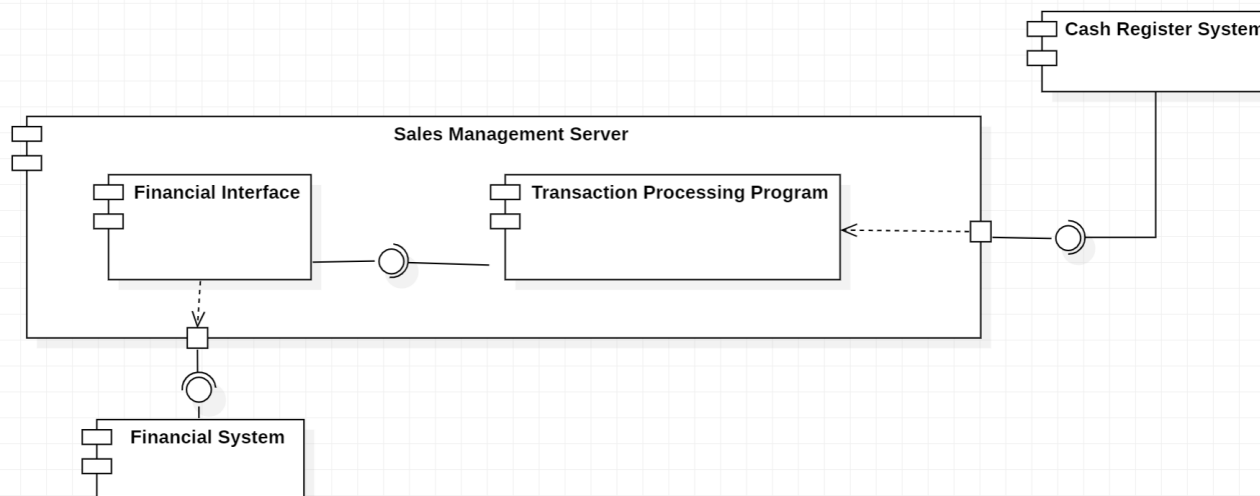 Cash Register System
Sales Management Server
Financial Interface
Transaction Processing Program
Financial System